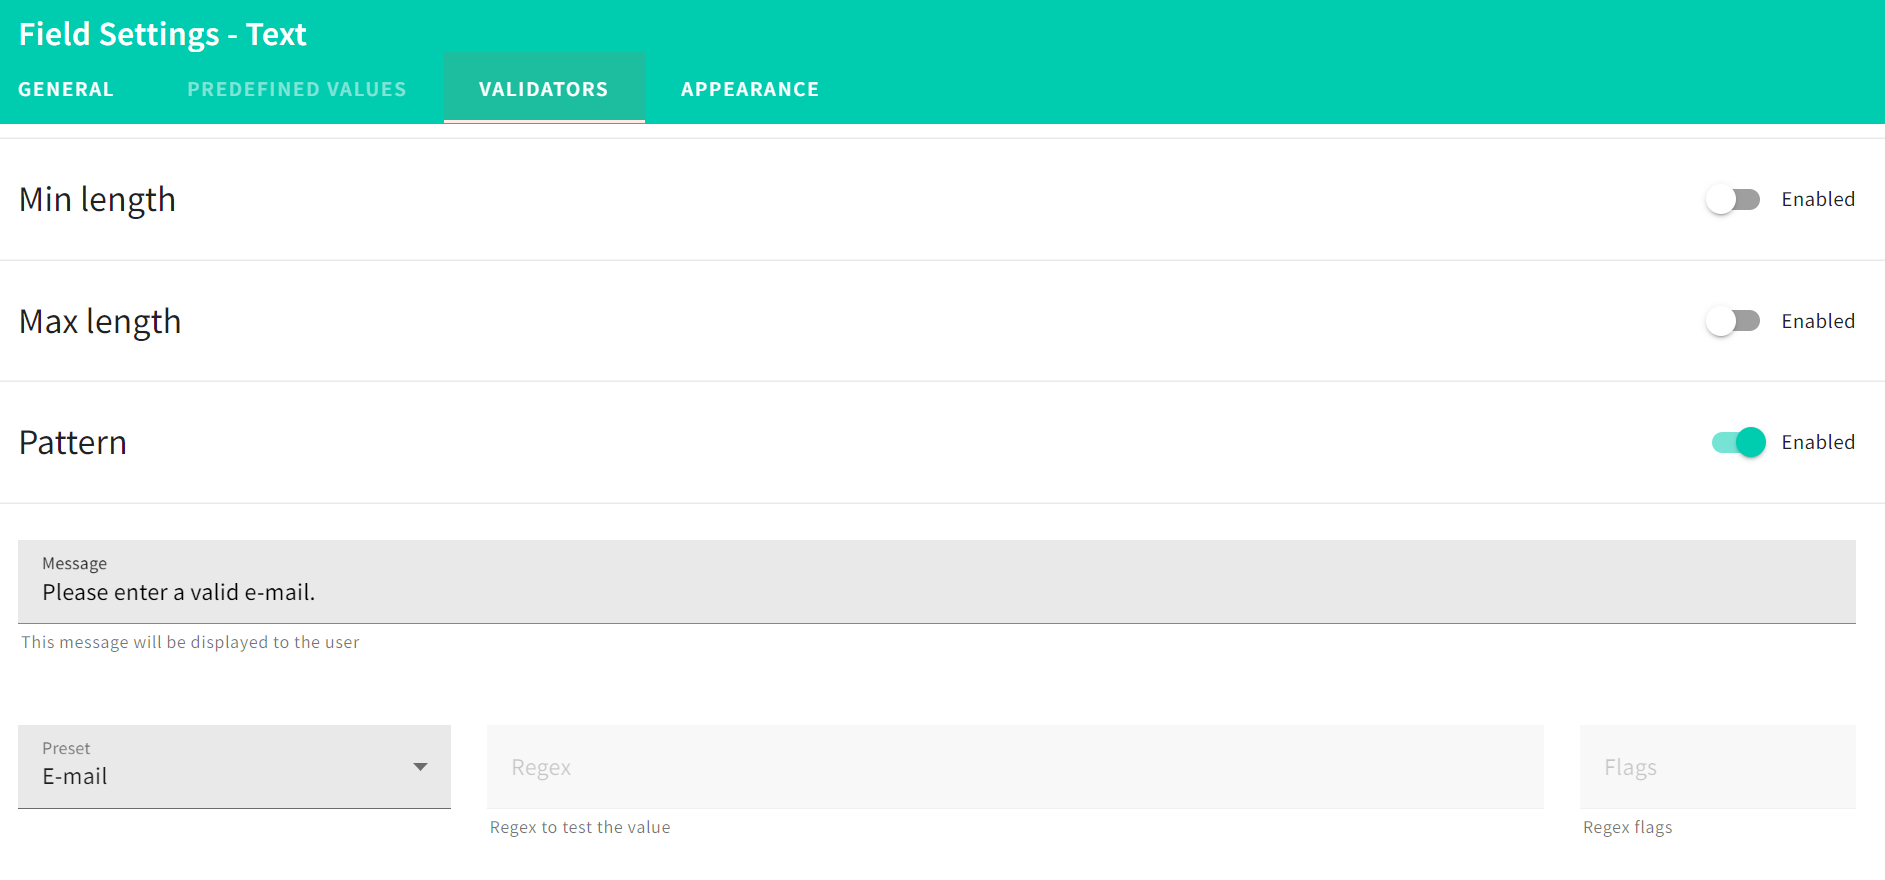 Field Settings - Text
GENERAL PREDEFINED VALUES VALIDATORS APPEARANCE
Min length Enabled
Max length Enabled
Pattern Enabled
Message
Please enter a valid e-mail.
This message will be displayed to the user
Preset
E-mail Regex Flags
Regex to test the value Regex flags